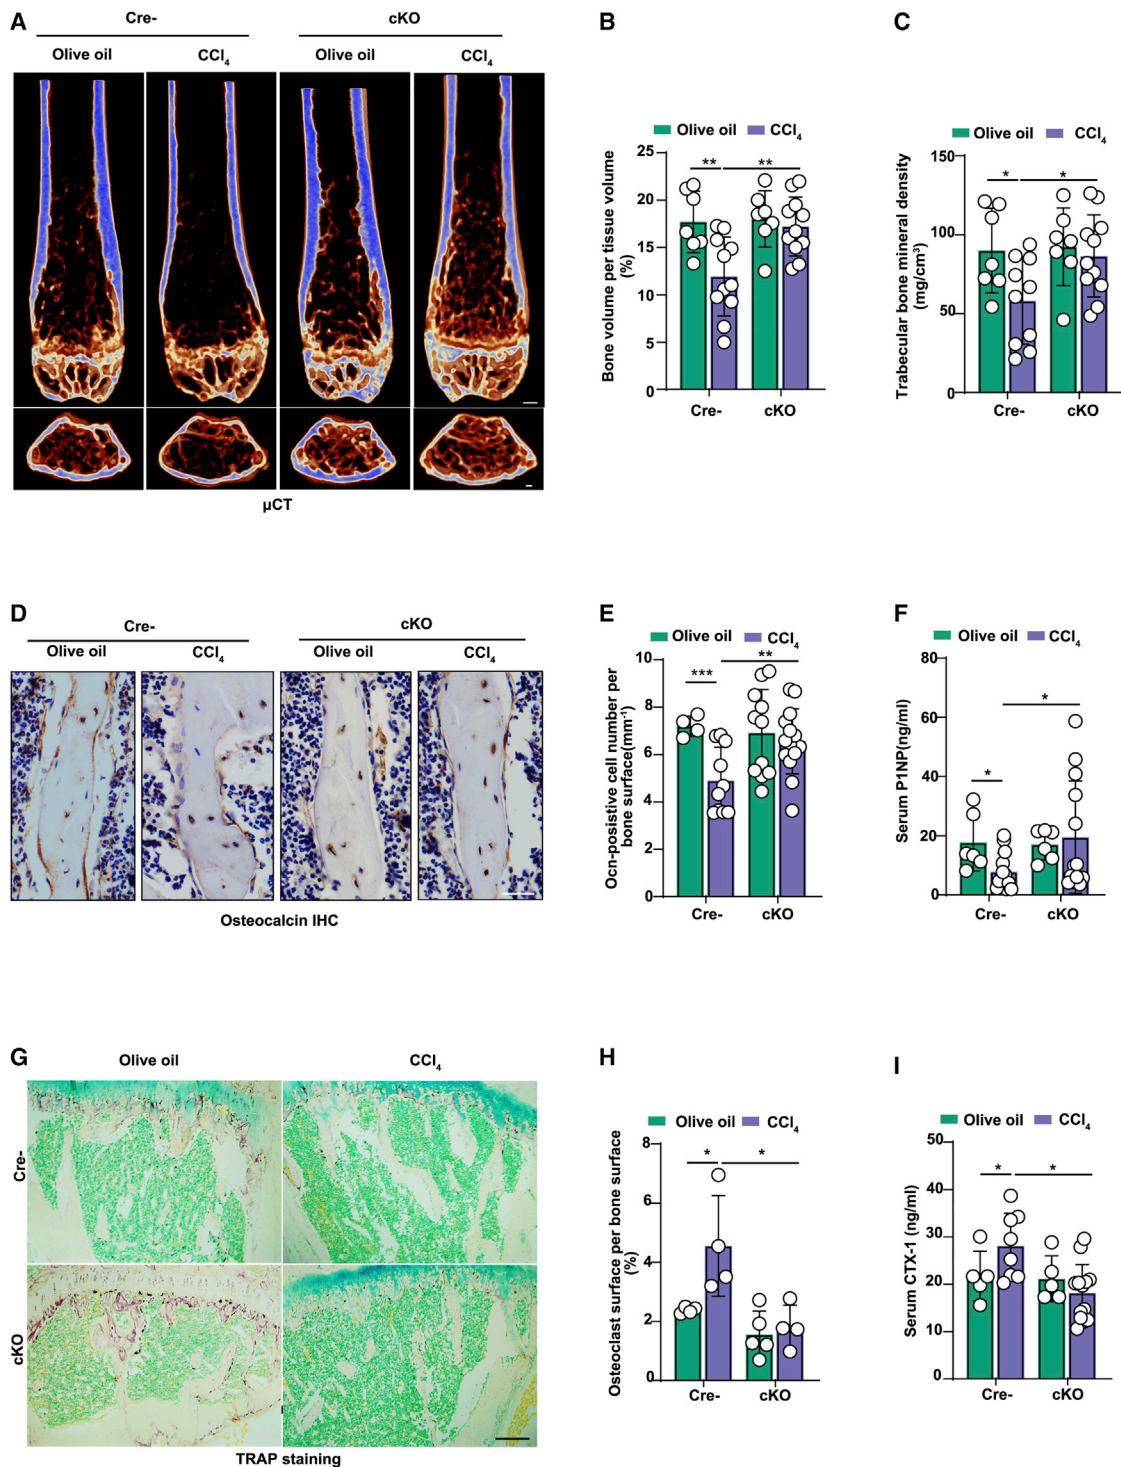 A
Cre-
cKO
Olive oil
CCl4
Olive oil
CCl4
µCT
B
Olive oil
CCl4
Bone volume per tissue volume
(%)
25
20
15
10
5
0
**
**
Cre-
cKO
C
Olive oil
CCl4
Trabecular bone mineral density
(mg/cm³)
150
100
50
0
*
*
Cre-
cKO
D
Cre-
cKO
Olive oil
CCl4
Olive oil
CCl4
Osteocalcin IHC
E
Olive oil
CCl4
Ocn-posistive cell number per
bone surface(mm-1)
10
8
6
4
2
0
***
**
Cre-
cKO
F
Olive oil
CCl4
Serum P1NP(ng/ml)
80
60
40
20
0
*
*
Cre-
cKO
G
Olive oil
CCl4
Cre-
cKO
TRAP staining
H
Olive oil
CCl4
Osteoclast surface per bone surface
(%)
8
6
4
2
0
*
*
Cre-
cKO
I
Olive oil
CCl4
Serum CTX-1 (ng/ml)
50
40
30
20
10
0
*
*
Cre-
cKO